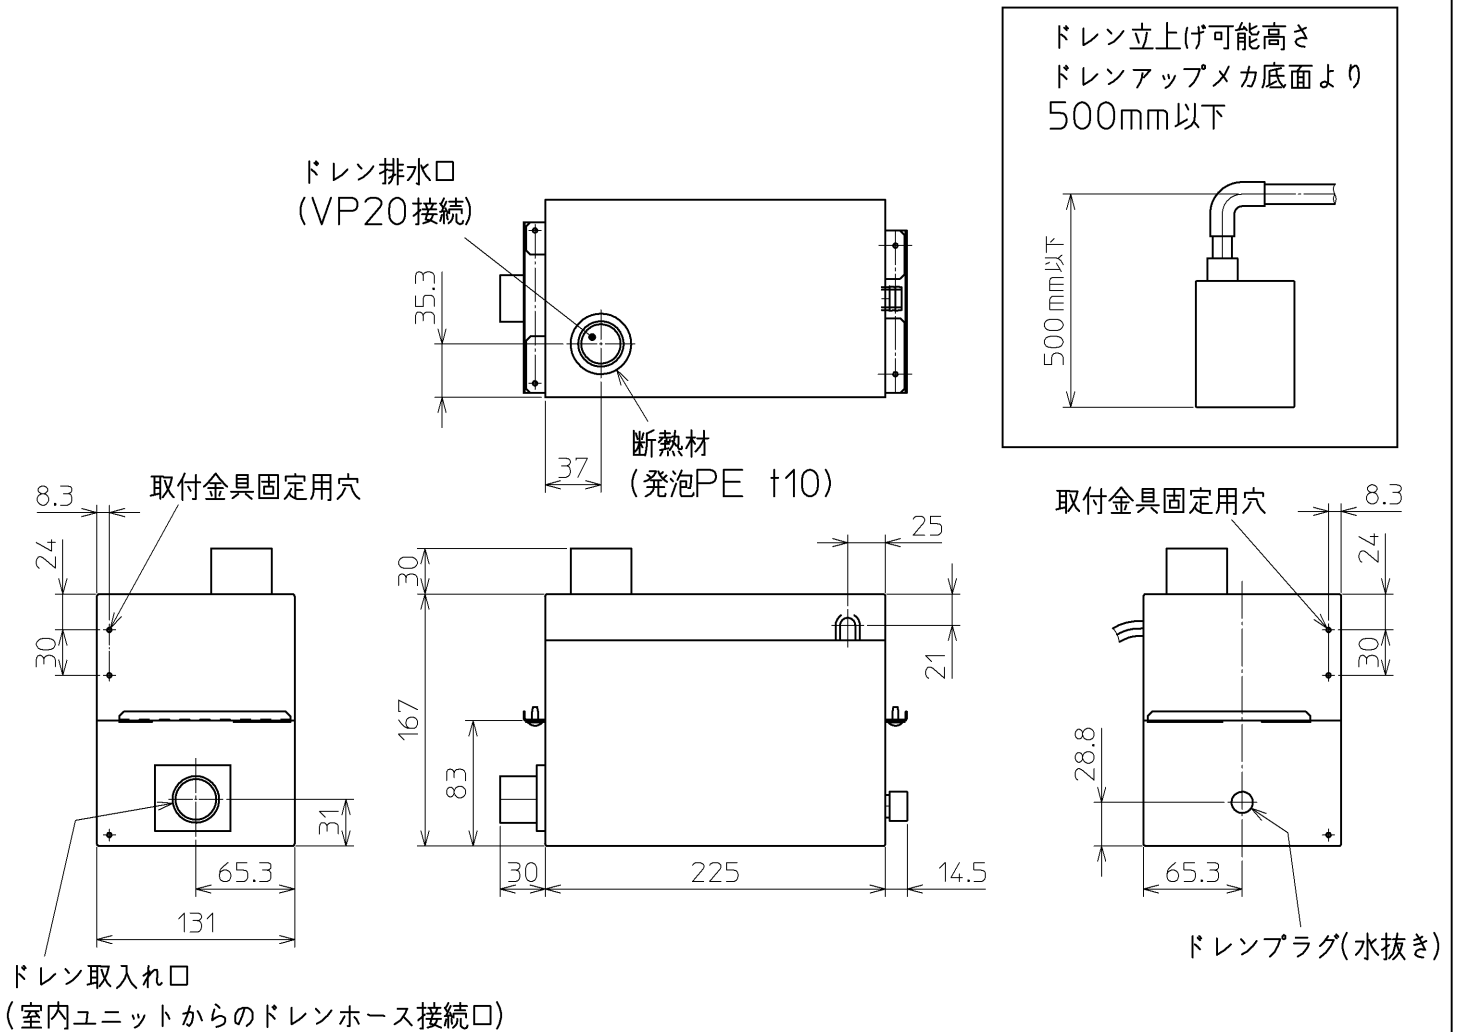 ドレン立上げ可能高さ
ドレンアップメカ底面より
500mm以下
500mm以下
ドレン排水口
(VP20接続)
35.3
37
断熱材
(発泡PE t10)
8.3
取付金具固定用穴
24
30
31
65.3
131
ドレン取入れ口
(室内ユニットからのドレンホース接続口)
30
25
21
167
83
30
225
14.5
取付金具固定用穴
8.3
24
30
28.8
65.3
ドレンプラグ(水抜き)